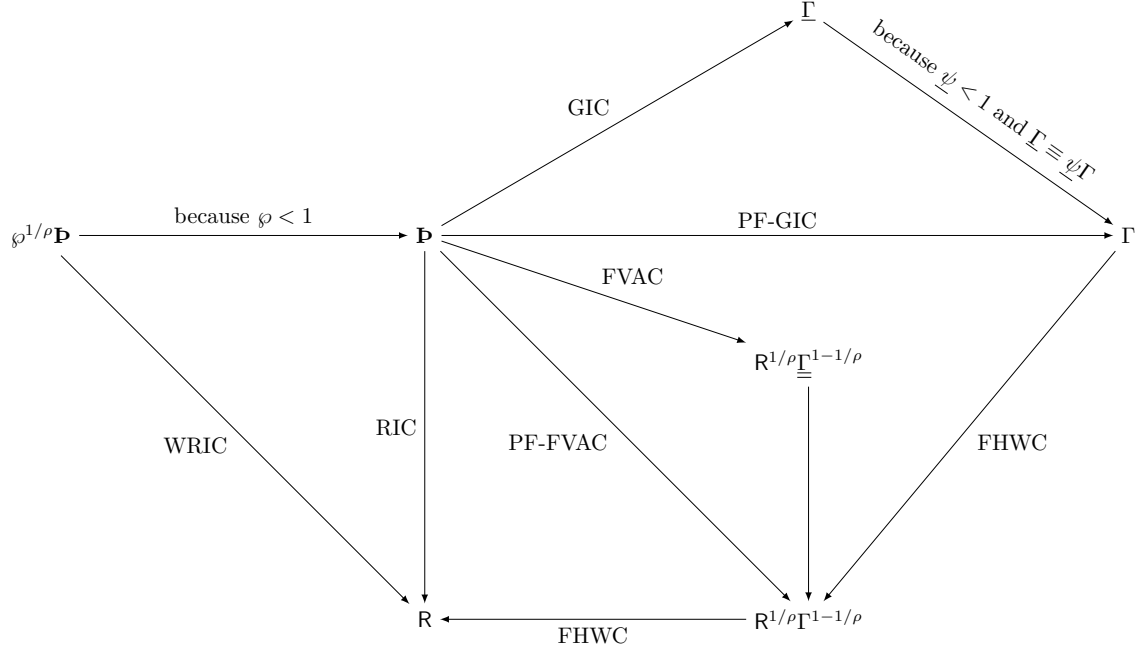 Γ̲
because ψ̲ < 1 and Γ̲ ≡ ψ̲Γ
GIC
because ℘ < 1
PF-GIC
℘^{1/ρ}Þ
Þ
Γ
FVAC
R^{1/ρ}Γ̳^{1−1/ρ}
RIC
WRIC
PF-FVAC
FHWC
R
R^{1/ρ}Γ^{1−1/ρ}
FHWC